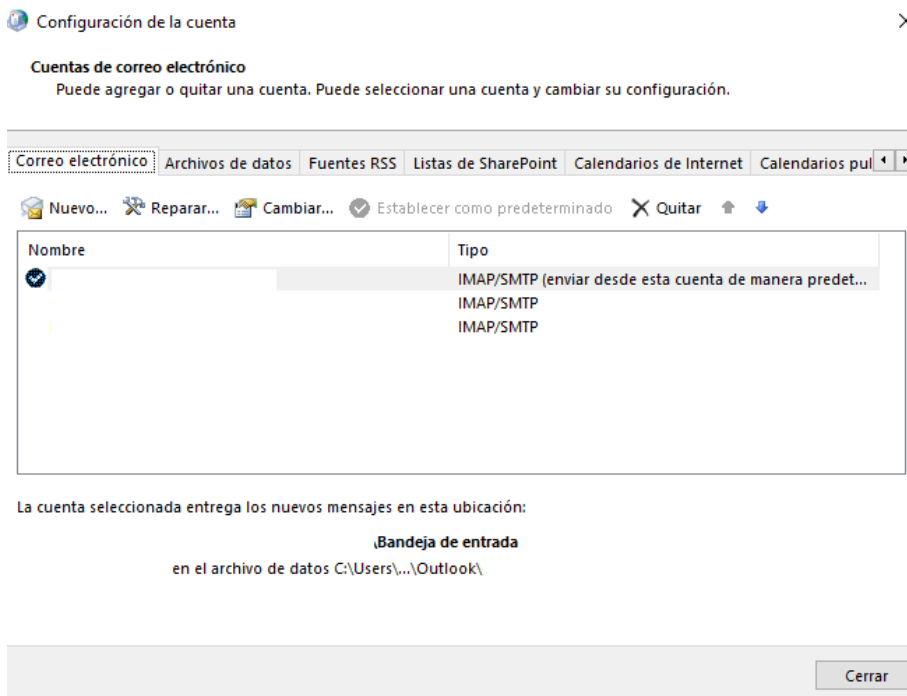 Configuración de la cuenta
Cuentas de correo electrónico
Puede agregar o quitar una cuenta. Puede seleccionar una cuenta y cambiar su configuración.
Correo electrónico Archivos de datos Fuentes RSS Listas de SharePoint Calendarios de Internet Calendarios pul
Nuevo... Reparar... Cambiar... Establecer como predeterminado Quitar
Nombre Tipo
IMAP/SMTP (enviar desde esta cuenta de manera predet...
IMAP/SMTP
IMAP/SMTP
La cuenta seleccionada entrega los nuevos mensajes en esta ubicación:
\Bandeja de entrada
en el archivo de datos C:\Users\...\Outlook\
Cerrar